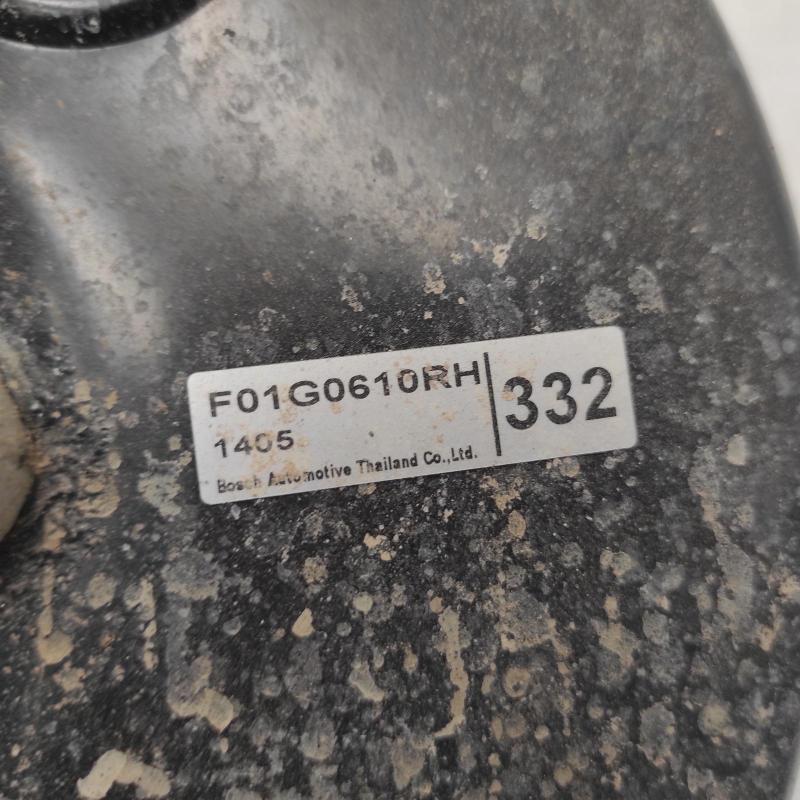 F01G0610RH
332
1405
Bosch Automotive Thailand Co.,Ltd.